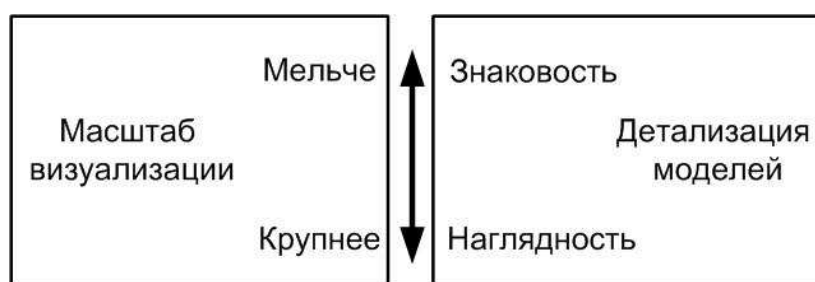 Мельче
Масштаб
визуализации
Крупнее
Знаковость
Детализация
моделей
Наглядность